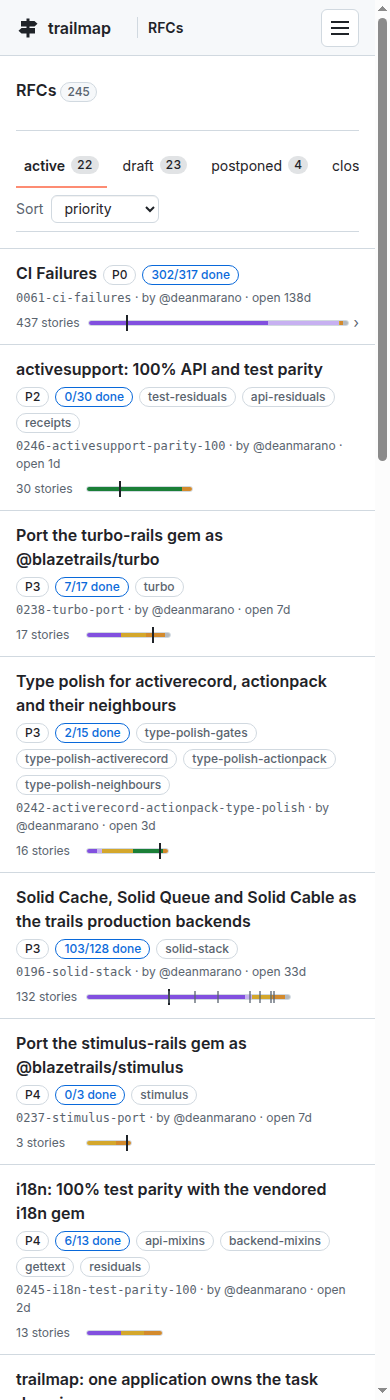 trailmap RFCs
RFCs 245
active 22 draft 23 postponed 4 clos
Sort priority
CI Failures P0 302/317 done
0061-ci-failures · by @deanmarano · open 138d
437 stories ›
activesupport: 100% API and test parity
P2 0/30 done test-residuals api-residuals
receipts
0246-activesupport-parity-100 · by @deanmarano ·
open 1d
30 stories
Port the turbo-rails gem as
@blazetrails/turbo
P3 7/17 done turbo
0238-turbo-port · by @deanmarano · open 7d
17 stories
Type polish for activerecord, actionpack
and their neighbours
P3 2/15 done type-polish-gates
type-polish-activerecord type-polish-actionpack
type-polish-neighbours
0242-activerecord-actionpack-type-polish · by
@deanmarano · open 3d
16 stories
Solid Cache, Solid Queue and Solid Cable as
the trails production backends
P3 103/128 done solid-stack
0196-solid-stack · by @deanmarano · open 33d
132 stories
Port the stimulus-rails gem as
@blazetrails/stimulus
P4 0/3 done stimulus
0237-stimulus-port · by @deanmarano · open 7d
3 stories
i18n: 100% test parity with the vendored
i18n gem
P4 6/13 done api-mixins backend-mixins
gettext residuals
0245-i18n-test-parity-100 · by @deanmarano · open
2d
13 stories
trailmap: one application owns the task